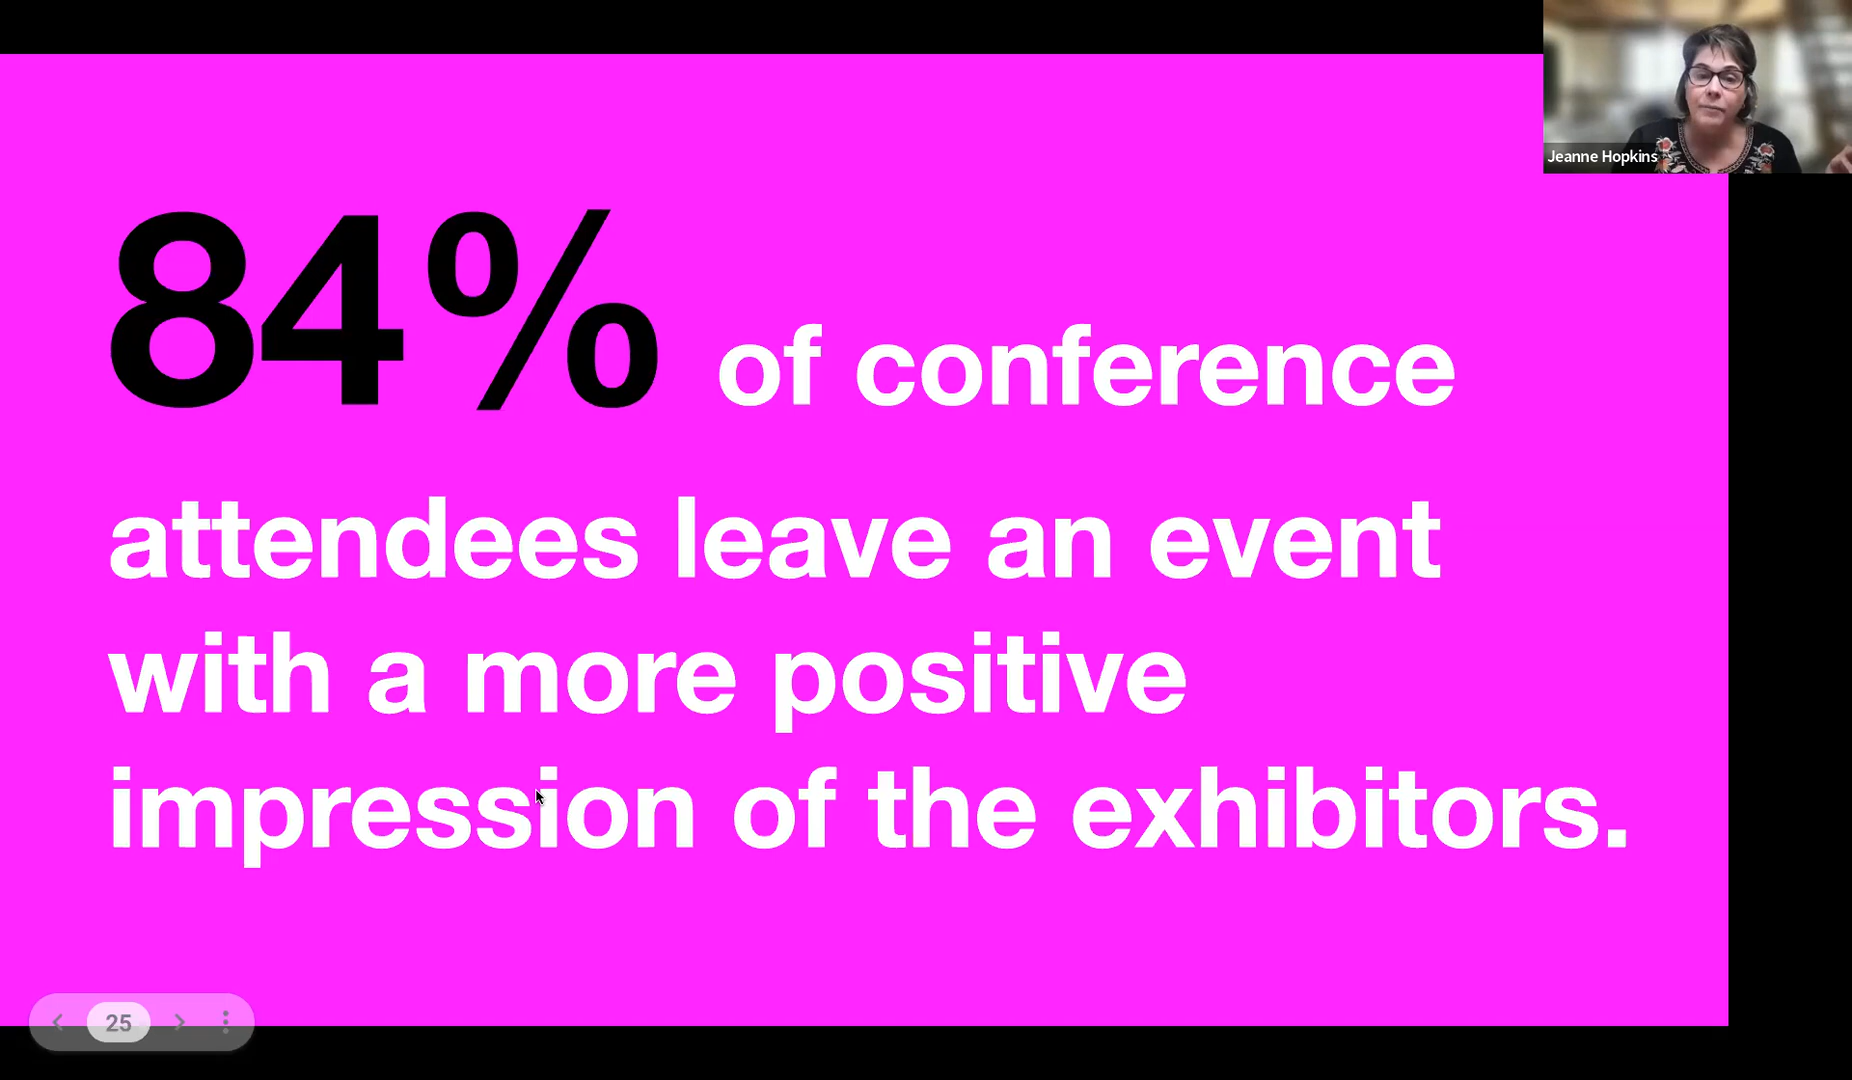 Jeanne Hopkins
84% of conference
attendees leave an event
with a more positive
impression of the exhibitors.
25